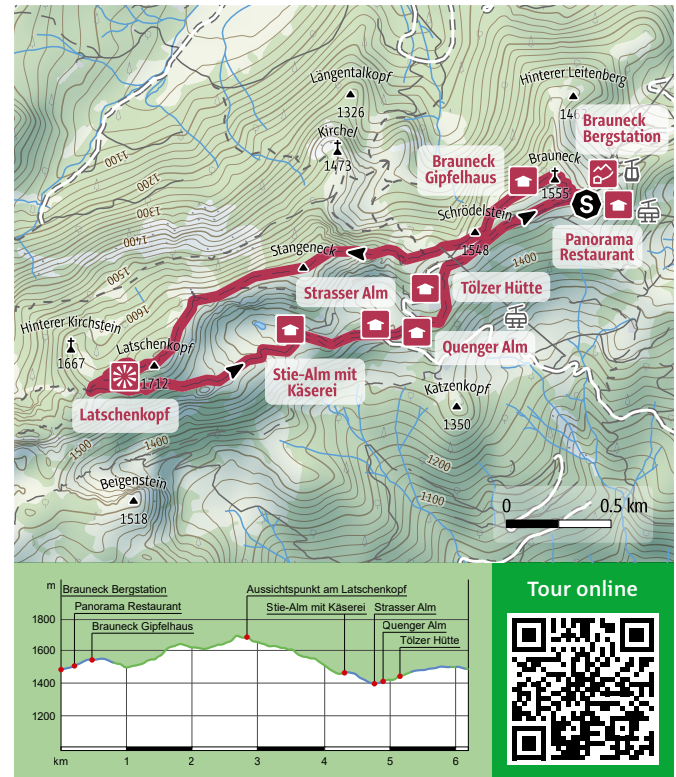 Längentalkopf
1326
Hinterer Leitenberg
Kirchel
1473
Brauneck
Bergstation
Brauneck
Gipfelhaus
Brauneck
1555
1100
1200
1300
1400
1500
1600
Schrödelstein
1548
S
Stangeneck
Panorama
Restaurant
1400
Strasser Alm
Tölzer Hütte
Hinterer Kirchstein
1667
Latschenkopf
1712
Quenger Alm
Stie-Alm mit
Käserei
Latschenkopf
Katzenkopf
1350
1500
1400
1200
1100
Beigenstein
1518
0 0.5 km
m
Brauneck Bergstation
Panorama Restaurant
Brauneck Gipfelhaus
Aussichtspunkt am Latschenkopf
Stie-Alm mit Käserei
Strasser Alm
Quenger Alm
Tölzer Hütte
1800
1600
1400
1200
km 1 2 3 4 5 6
Tour online